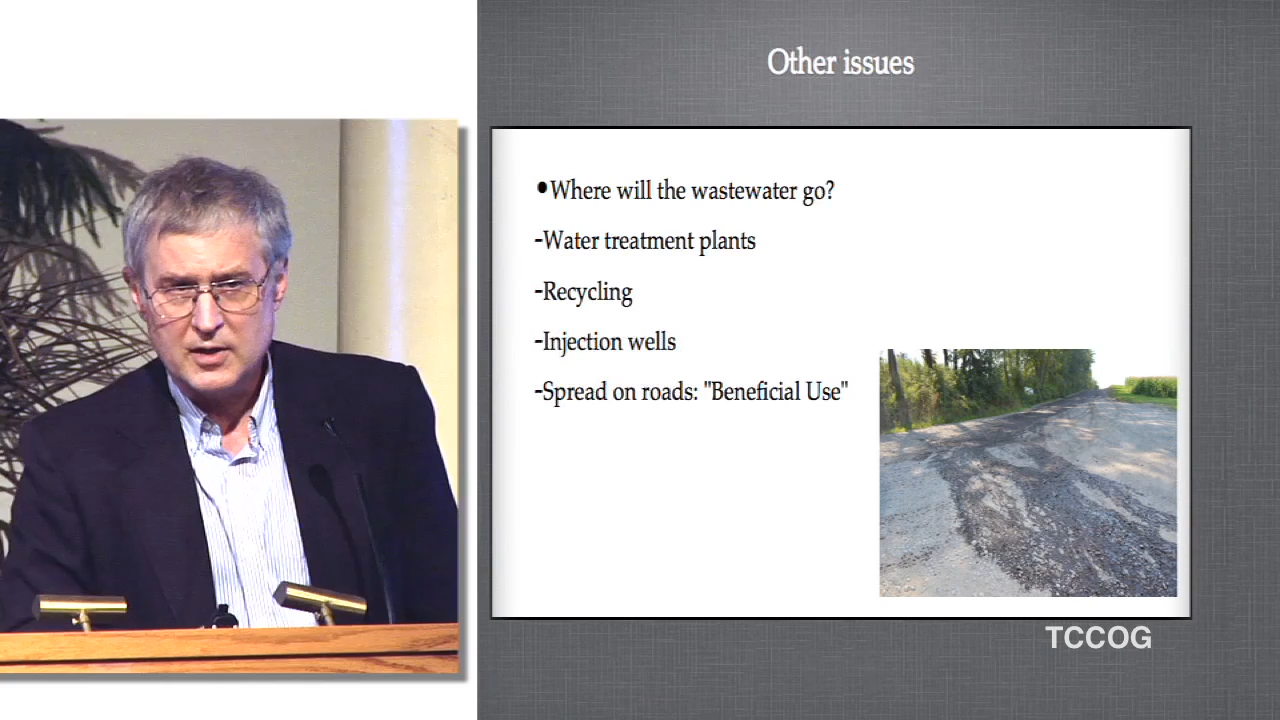 Other issues
•Where will the wastewater go?
-Water treatment plants
-Recycling
-Injection wells
-Spread on roads: "Beneficial Use"
TCCOG